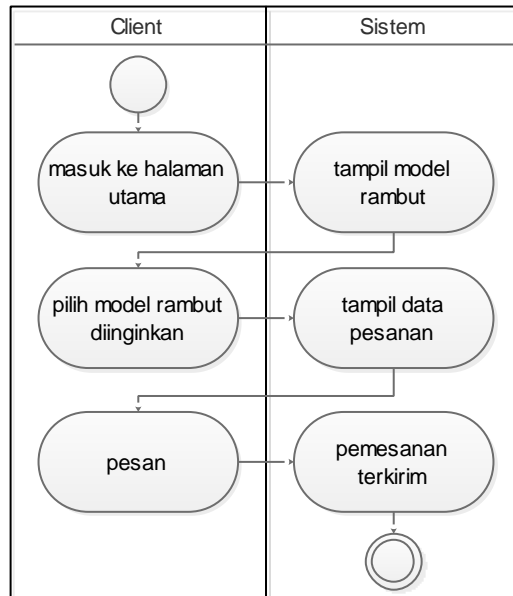 Client
Sistem
masuk ke halaman
utama
tampil model
rambut
pilih model rambut
diinginkan
tampil data
pesanan
pesan
pemesanan
terkirim